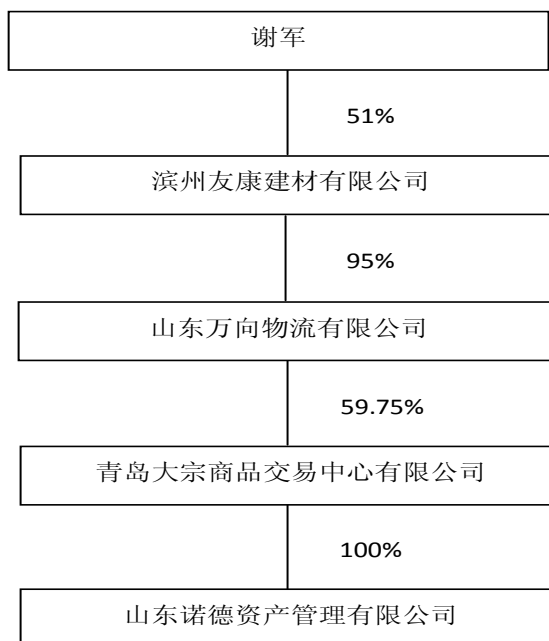 谢军
51%
滨州友康建材有限公司
95%
山东万向物流有限公司
59.75%
青岛大宗商品交易中心有限公司
100%
山东诺德资产管理有限公司